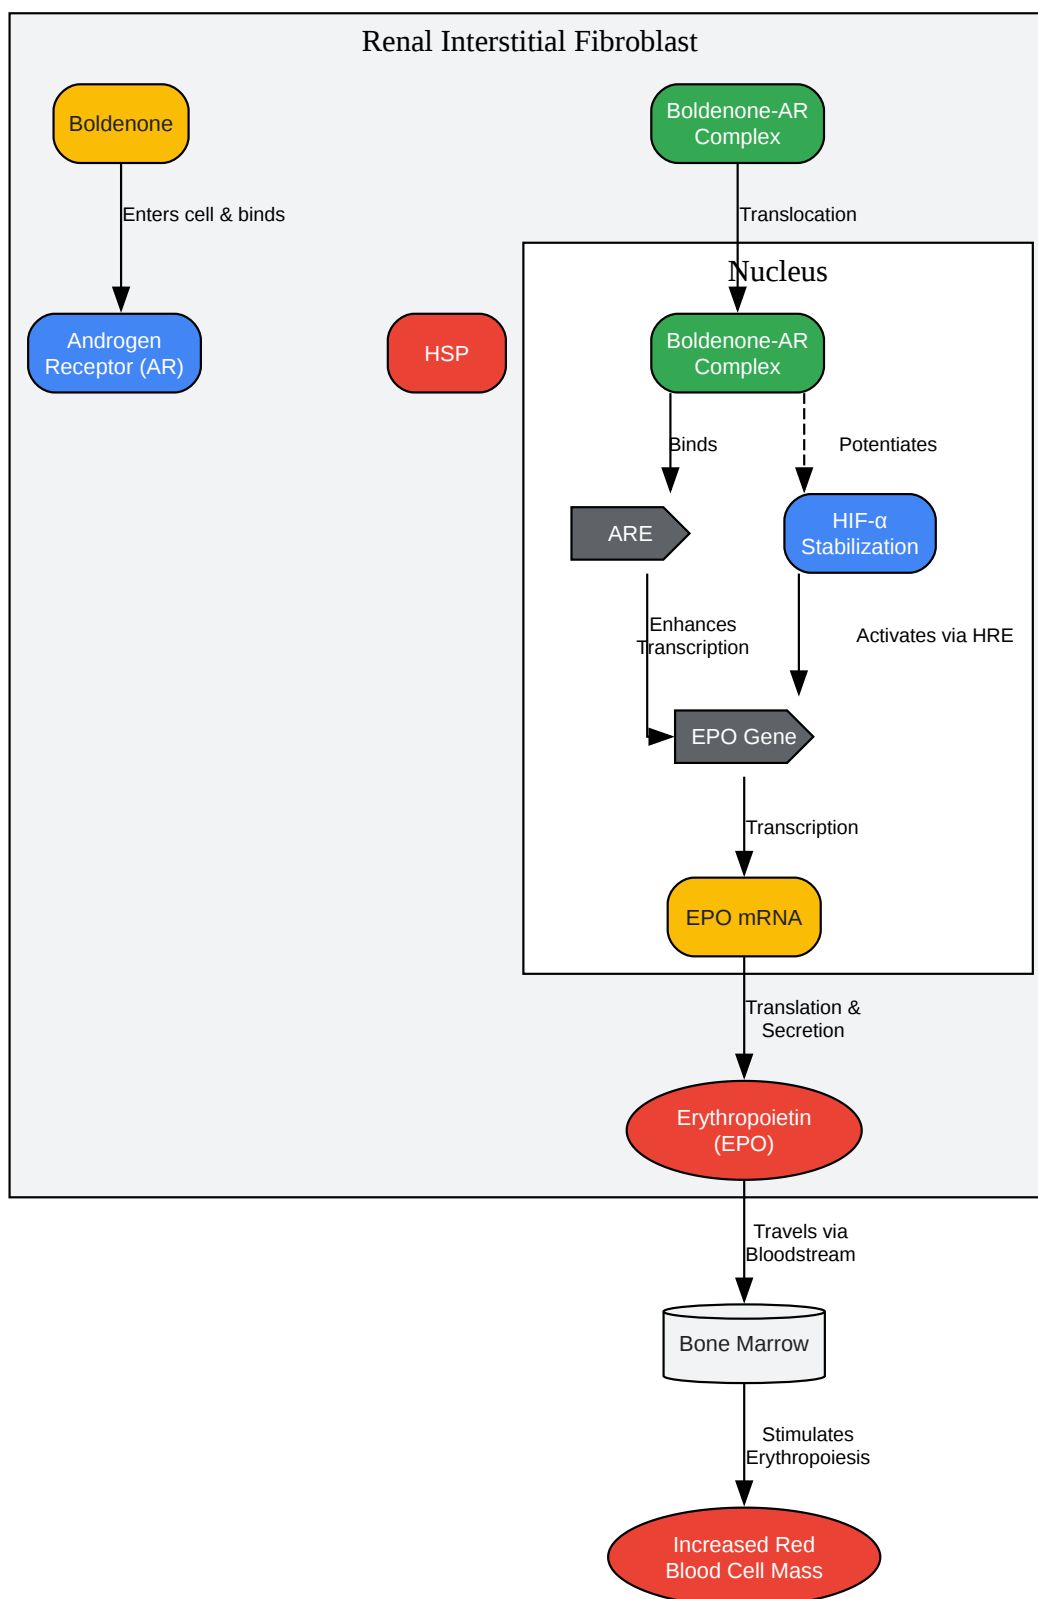 Renal Interstitial Fibroblast
Boldenone
Boldenone-AR
Complex
Enters cell & binds
Translocation
Nucleus
Androgen
Receptor (AR)
HSP
Boldenone-AR
Complex
Binds
Potentiates
ARE
HIF-α
Stabilization
Enhances
Transcription
Activates via HRE
EPO Gene
Transcription
EPO mRNA
Translation &
Secretion
Erythropoietin
(EPO)
Travels via
Bloodstream
Bone Marrow
Stimulates
Erythropoiesis
Increased Red
Blood Cell Mass